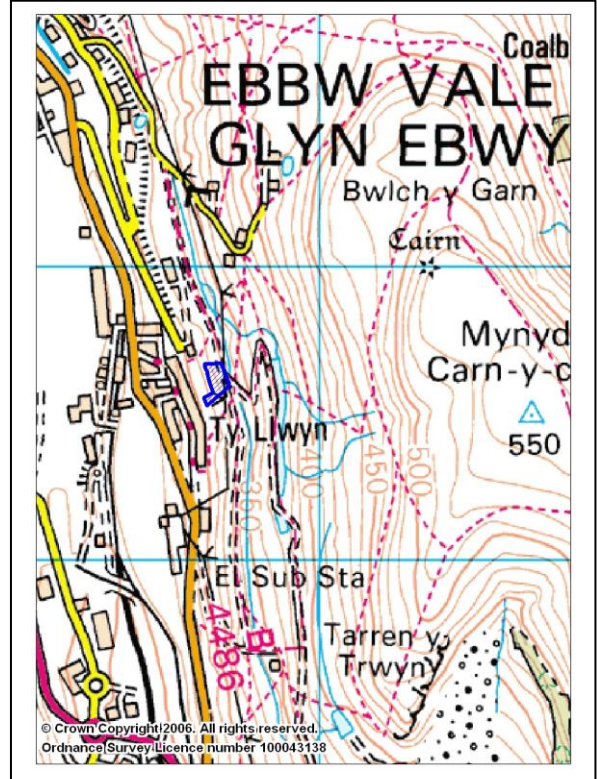 Coalb
EBBW VALE
GLYN EBWY
Bwlch y Garn
Cairn
Mynyd
Carn-y-c
550
Ty Llwyn
350
400
450
500
El Sub Sta
B 4486
Tarren y
Trwyn
© Crown Copyright 2006. All rights reserved.
Ordnance Survey Licence number 100043138